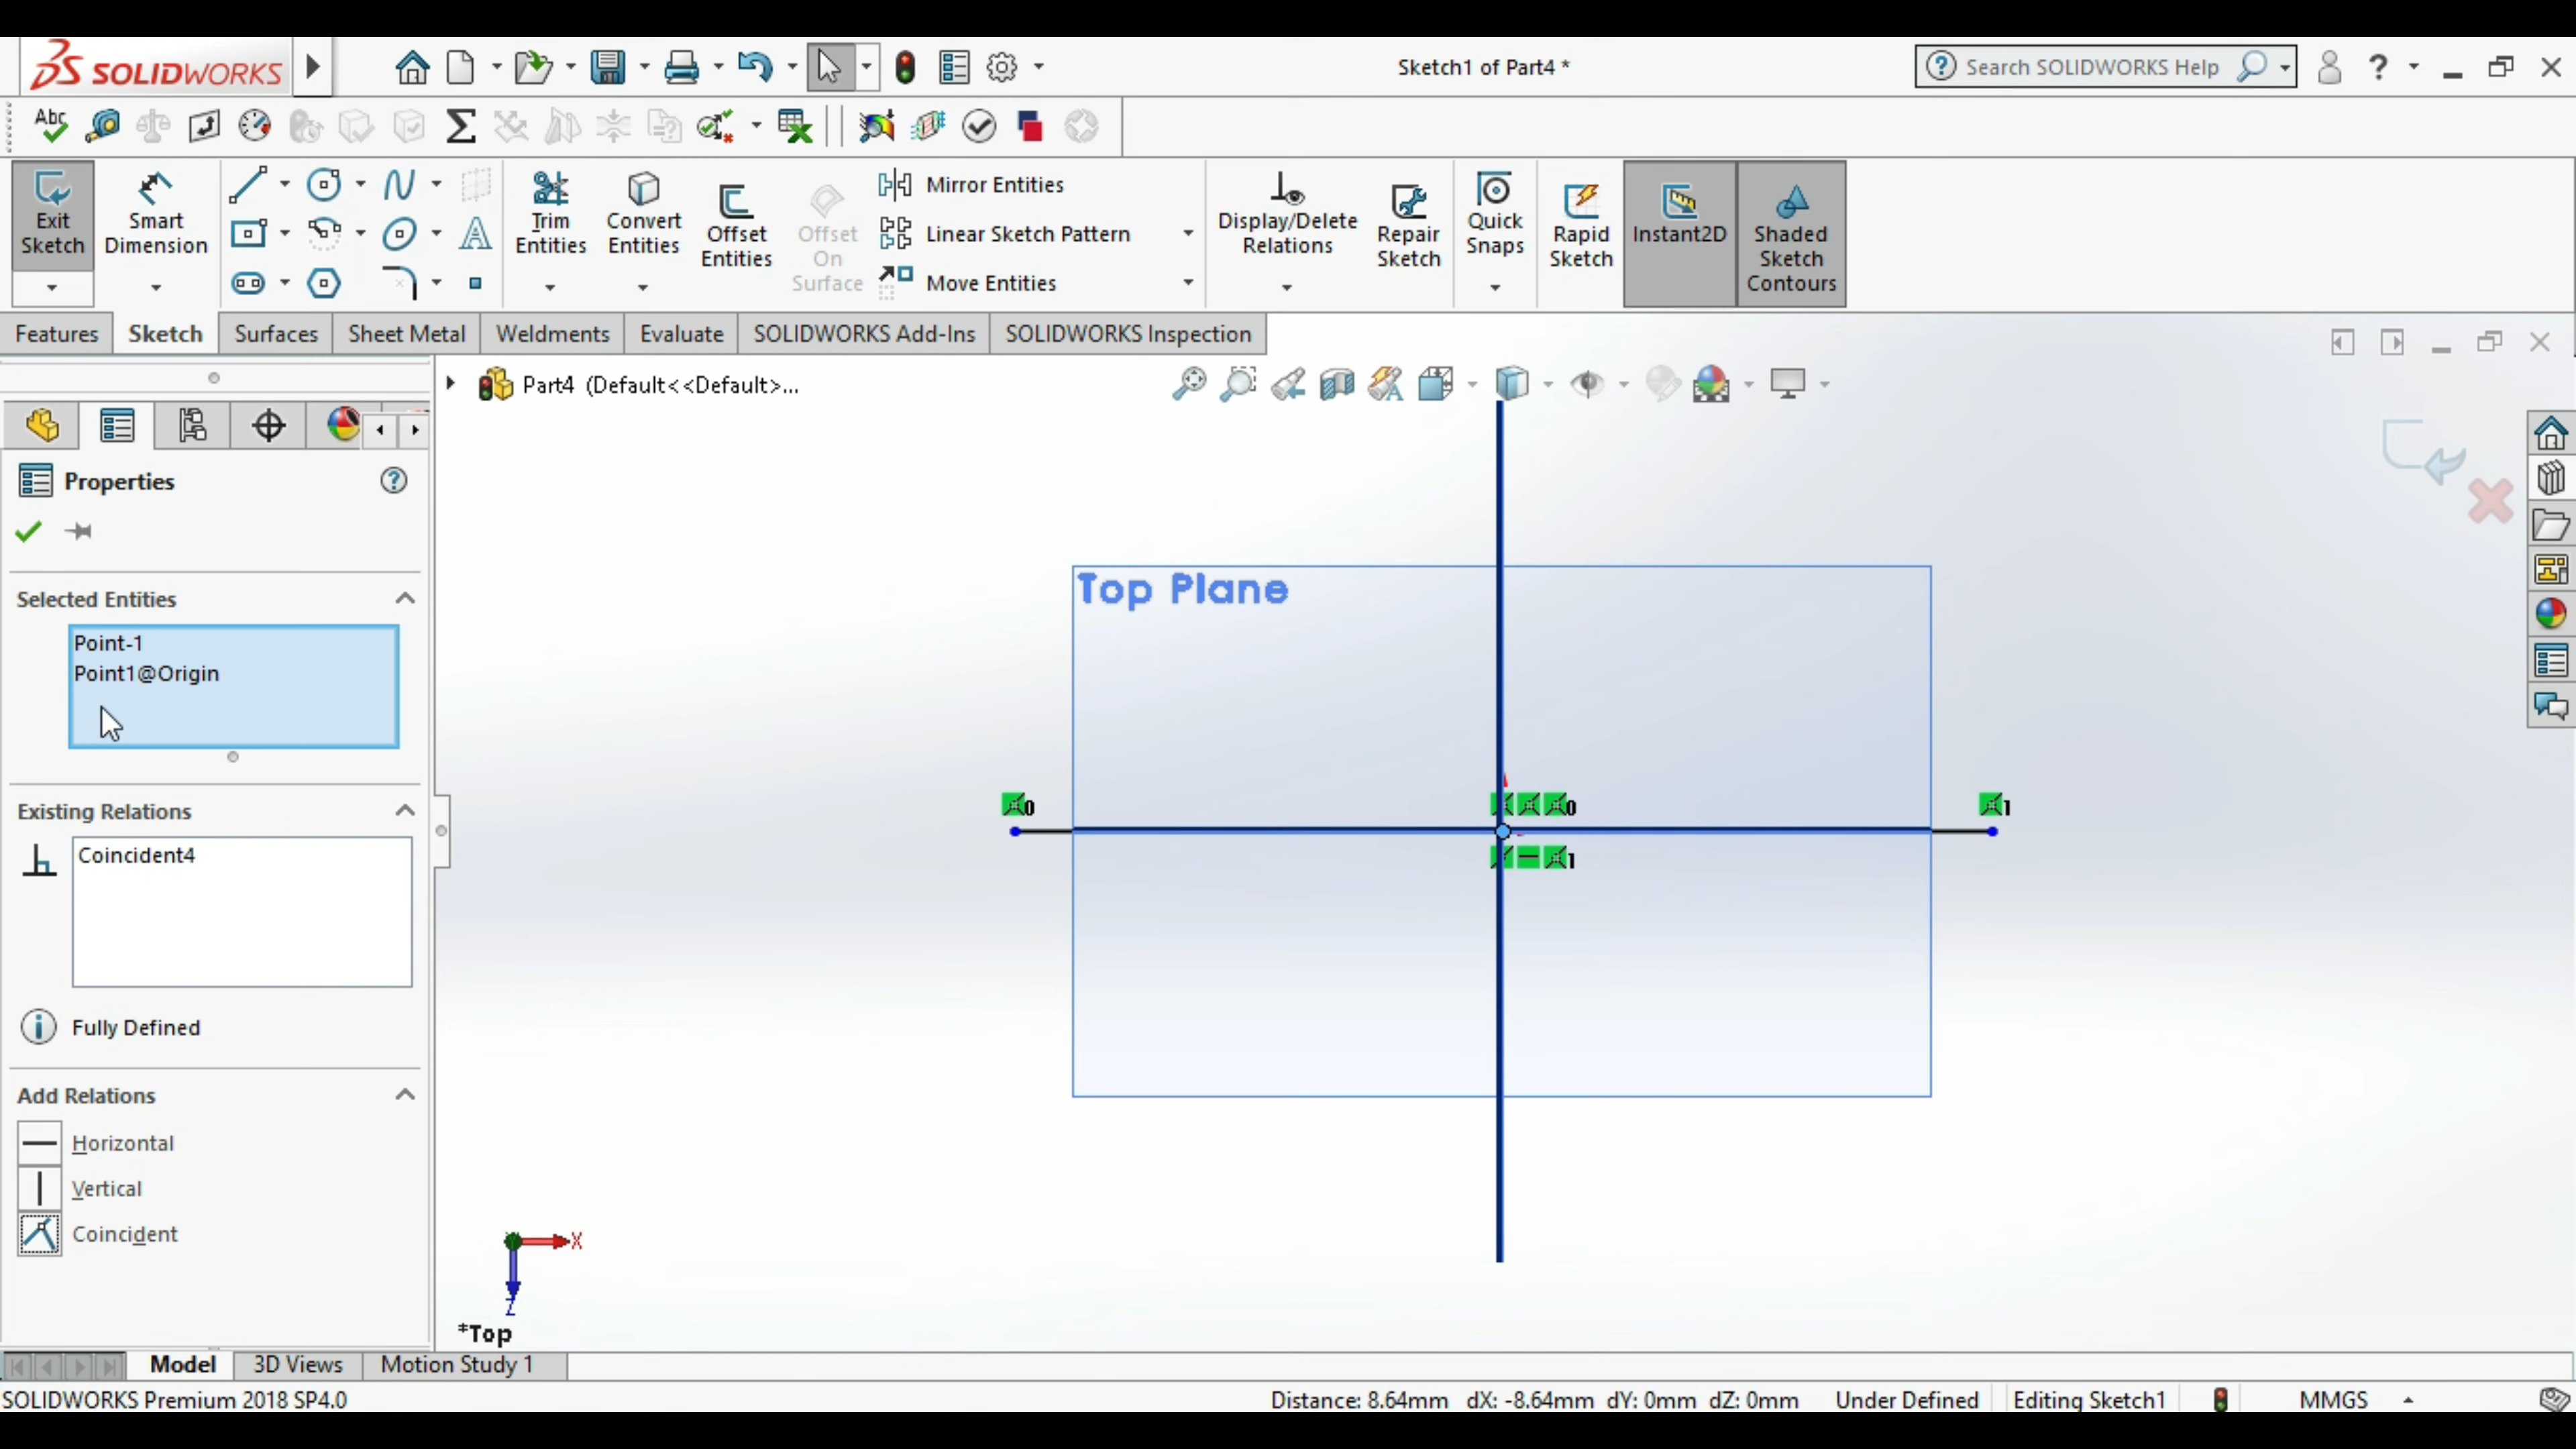 SOLIDWORKS
Sketch1 of Part4 *
Search SOLIDWORKS Help
?
Abc
Exit Sketch
Smart Dimension
Trim Entities
Convert Entities
Offset Entities
Offset On Surface
Mirror Entities
Linear Sketch Pattern
Move Entities
Display/Delete Relations
Repair Sketch
Quick Snaps
Rapid Sketch
Instant2D
Shaded Sketch Contours
Features
Sketch
Surfaces
Sheet Metal
Weldments
Evaluate
SOLIDWORKS Add-Ins
SOLIDWORKS Inspection
Part4 (Default<<Default>...
Properties
?
Selected Entities
Point-1
Point1@Origin
Existing Relations
Coincident4
Fully Defined
Add Relations
Horizontal
Vertical
Coincident
Top Plane
0
0
1
1
X
Z
*Top
Model
3D Views
Motion Study 1
SOLIDWORKS Premium 2018 SP4.0
Distance: 8.64mm dX: -8.64mm dY: 0mm dZ: 0mm
Under Defined
Editing Sketch1
MMGS